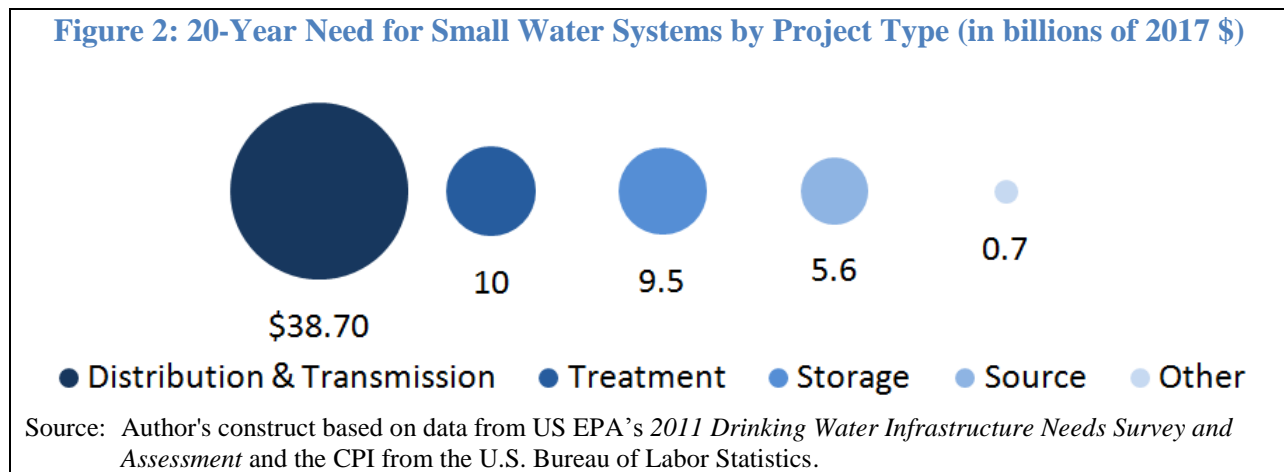 Figure 2: 20-Year Need for Small Water Systems by Project Type (in billions of 2017 $)
$38.70
10
9.5
5.6
0.7
Distribution & Transmission Treatment Storage Source Other
Source: Author's construct based on data from US EPA’s 2011 Drinking Water Infrastructure Needs Survey and
Assessment and the CPI from the U.S. Bureau of Labor Statistics.